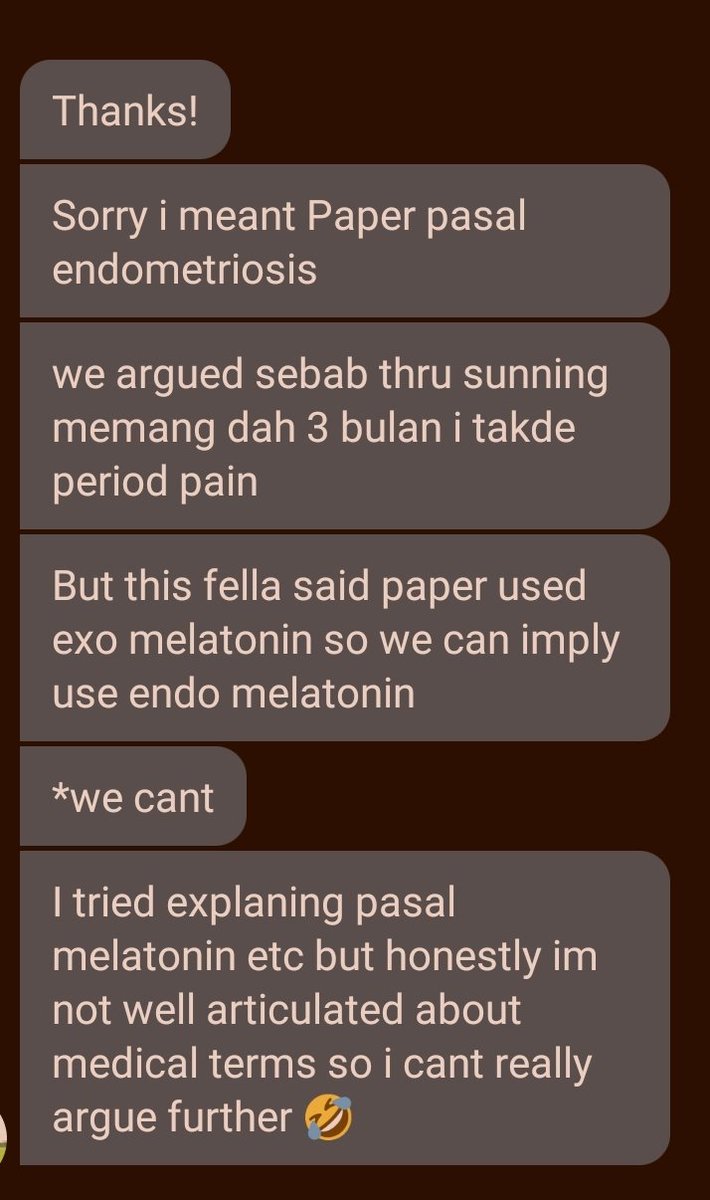 Thanks!
Sorry i meant Paper pasal
endometriosis
we argued sebab thru sunning
memang dah 3 bulan i takde
period pain
But this fella said paper used
exo melatonin so we can imply
use endo melatonin
*we cant
I tried explaning pasal
melatonin etc but honestly im
not well articulated about
medical terms so i cant really
argue further 🤣